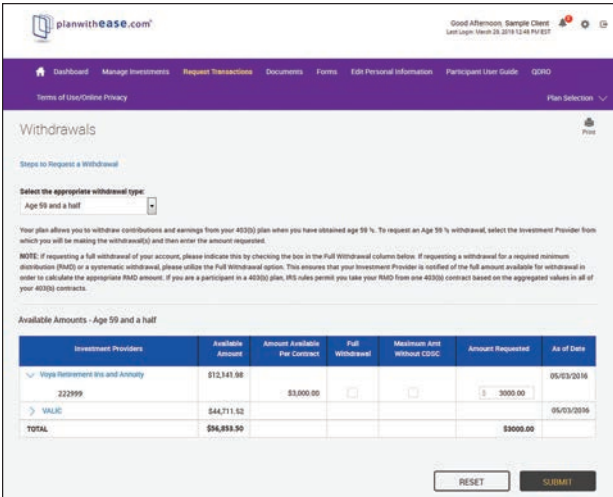 planwithease.com®
Good Afternoon, Sample Client
Last Login: March 28, 2018 12:48 PM EST
Dashboard Manage Investments Request Transactions Documents Forms Edit Personal Information Participant User Guide QDRO
Terms of Use/Online Privacy Plan Selection
Withdrawals
Print
Steps to Request a Withdrawal
Select the appropriate withdrawal type:
Age 59 and a half
Your plan allows you to withdraw contributions and earnings from your 403(b) plan when you have obtained age 59 ½. To request an Age 59 ½ withdrawal, select the Investment Provider from
which you will be making the withdrawal(s) and then enter the amount requested.
NOTE: If requesting a full withdrawal of your account, please indicate this by checking the box in the Full Withdrawal column below. If requesting a withdrawal for a required minimum
distribution (RMD) or a systematic withdrawal, please utilize the Full Withdrawal option. This ensures that your Investment Provider is notified of the full amount available for withdrawal in
order to calculate the appropriate RMD amount. If you are a participant in a 403(b) plan, IRS rules permit you take your RMD from one 403(b) contract based on the aggregated values in all of
your 403(b) contracts.
Available Amounts - Age 59 and a half
Investment Providers Available Amount Amount Available Per Contract Full Withdrawal Maximum Amt Without CDSC Amount Requested As of Date
Voya Retirement Ins and Annuity $12,141.98 05/03/2016
222999 $3,000.00 $ 3000.00
VALIC $44,711.52 05/03/2016
TOTAL $56,853.50 $3000.00
RESET SUBMIT